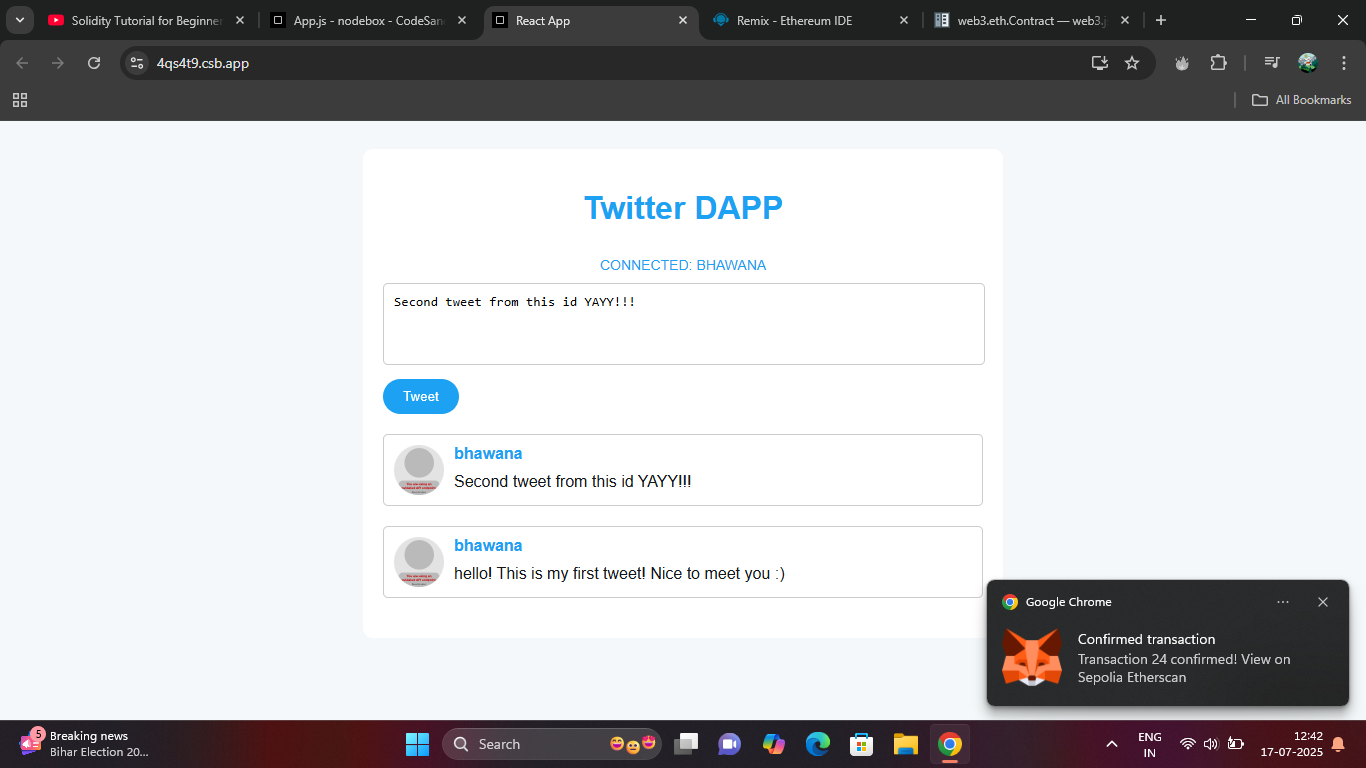 Solidity Tutorial for Beginner
App.js - nodebox - CodeSan
React App
Remix - Ethereum IDE
web3.eth.Contract — web3.j
4qs4t9.csb.app
All Bookmarks
Twitter DAPP
CONNECTED: BHAWANA
Second tweet from this id YAYY!!!
Tweet
bhawana
Second tweet from this id YAYY!!!
bhawana
hello! This is my first tweet! Nice to meet you :)
Google Chrome
Confirmed transaction
Transaction 24 confirmed! View on
Sepolia Etherscan
5
Breaking news
Bihar Election 20...
Search
ENG
IN
12:42
17-07-2025